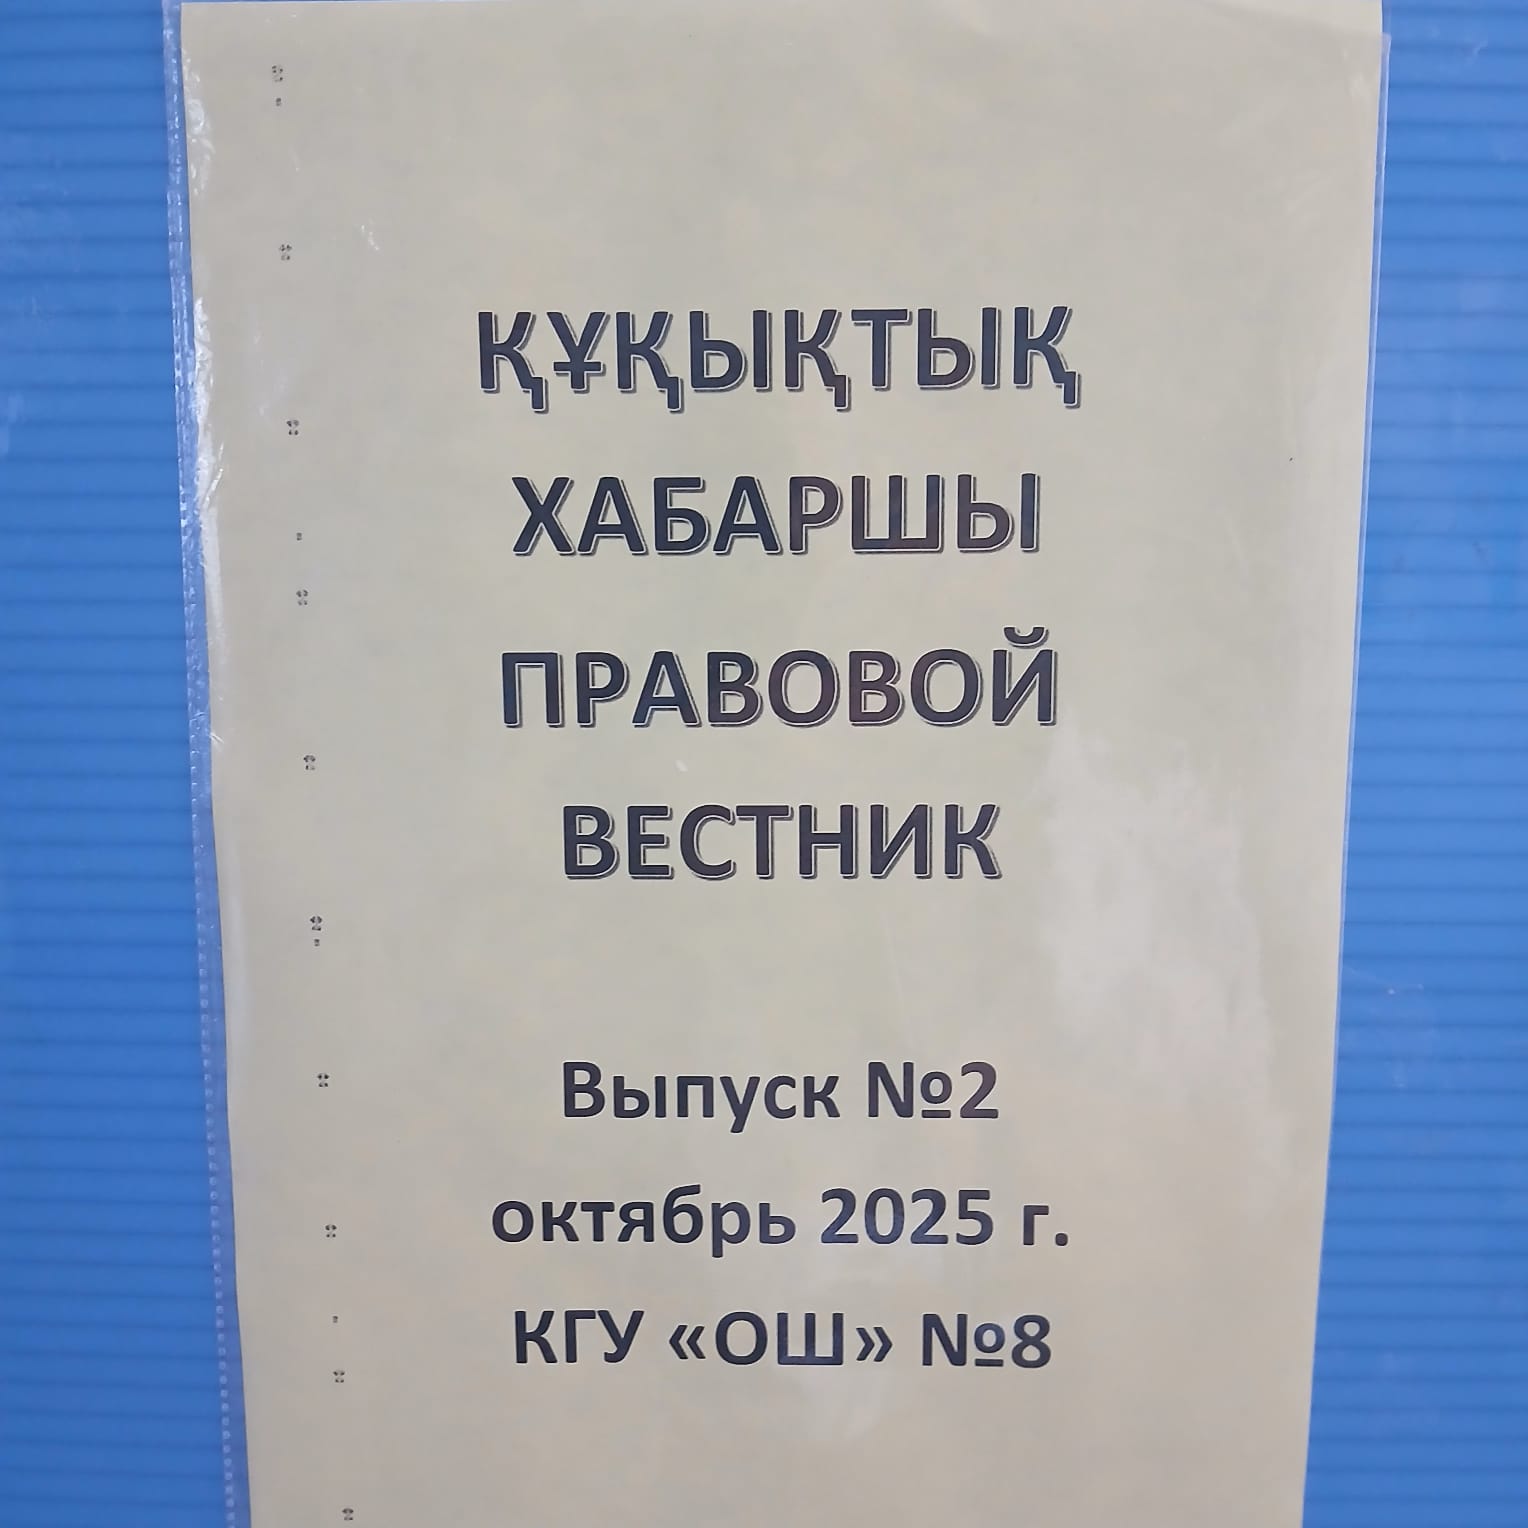 ҚҰҚЫҚТЫҚ
ХАБАРШЫ
ПРАВОВОЙ
ВЕСТНИК
Выпуск №2
октябрь 2025 г.
КГУ «ОШ» №8